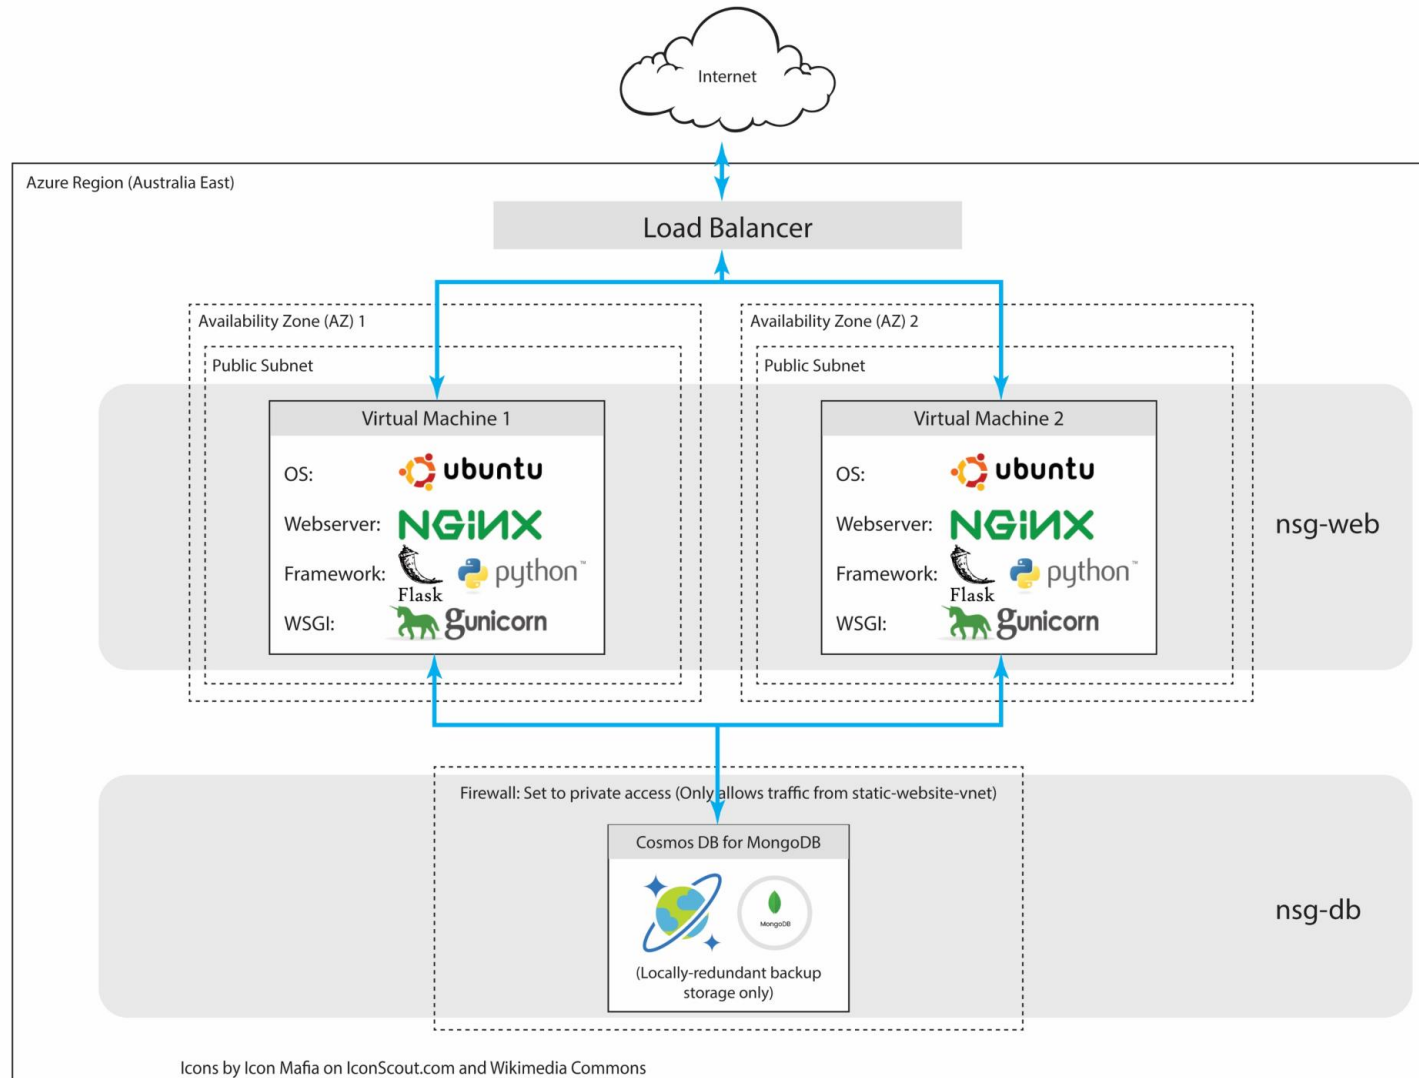 Internet
Azure Region (Australia East)
Load Balancer
Availability Zone (AZ) 1
Availability Zone (AZ) 2
Public Subnet
Public Subnet
Virtual Machine 1
OS: ubuntu
Webserver: NGINX
Framework: Flask python™
WSGI: gunicorn
Virtual Machine 2
OS: ubuntu
Webserver: NGINX
Framework: Flask python™
WSGI: gunicorn
nsg-web
Firewall: Set to private access (Only allows traffic from static-website-vnet)
Cosmos DB for MongoDB
MongoDB
(Locally-redundant backup
storage only)
nsg-db
Icons by Icon Mafia on IconScout.com and Wikimedia Commons